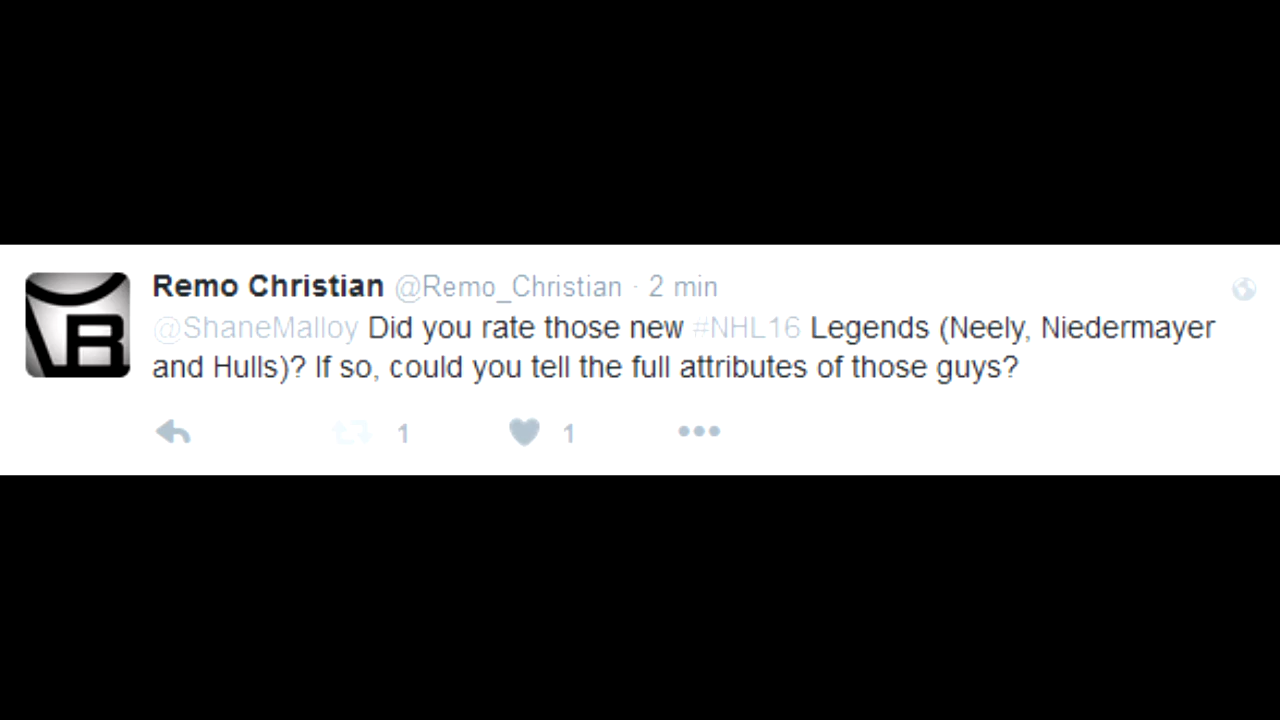 Remo Christian @Remo_Christian · 2 min
@ShaneMalloy Did you rate those new #NHL16 Legends (Neely, Niedermayer
and Hulls)? If so, could you tell the full attributes of those guys?
1 1